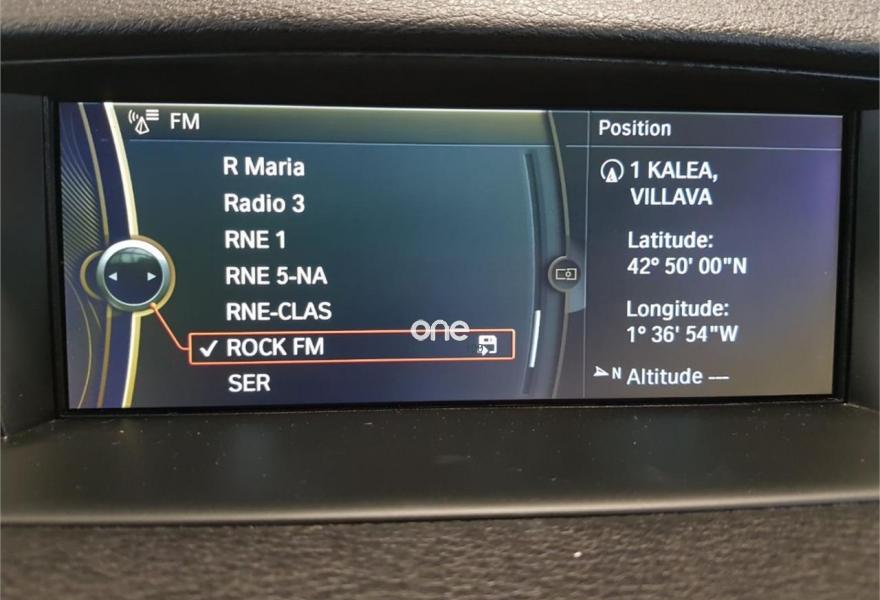 FM
R Maria
Radio 3
RNE 1
RNE 5-NA
RNE-CLAS
ROCK FM
SER
one
Position
1 KALEA,
VILLAVA
Latitude:
42° 50' 00"N
Longitude:
1° 36' 54"W
N Altitude ---